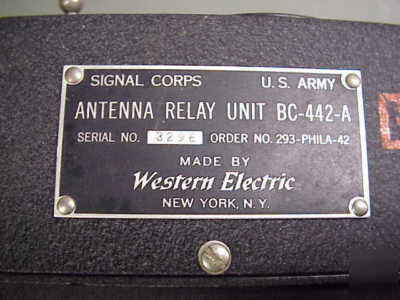 SIGNAL CORPS U.S. ARMY
ANTENNA RELAY UNIT BC-442-A
SERIAL NO. 3296 ORDER NO. 293-PHILA-42
MADE BY
Western Electric
NEW YORK, N.Y.